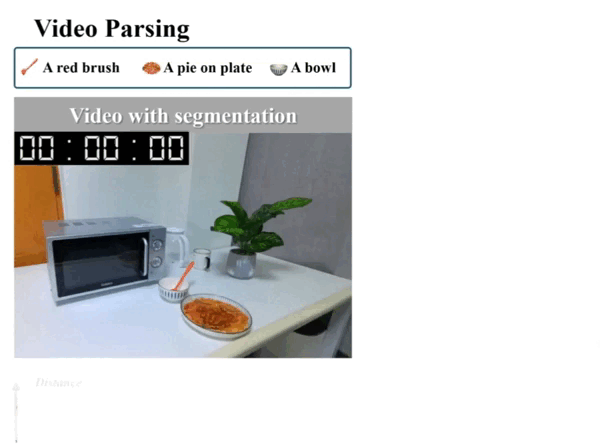 Video Parsing
A red brush A pie on plate A bowl
Video with segmentation
00 : 00 : 00
Distance